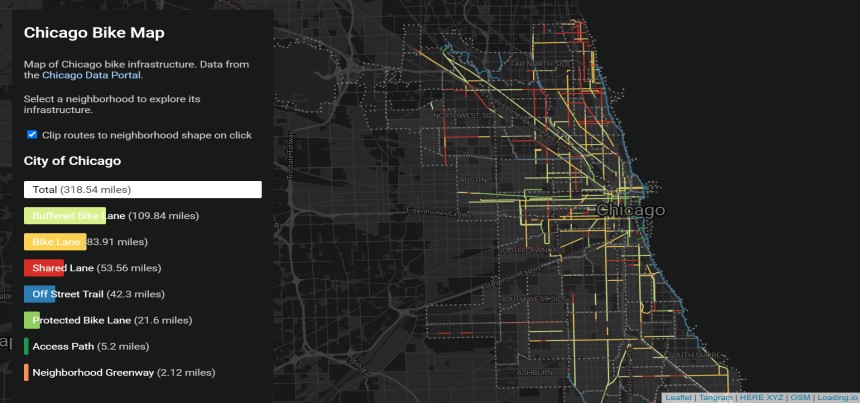 Chicago Bike Map
Map of Chicago bike infrastructure. Data from
the Chicago Data Portal.
Select a neighborhood to explore its
infrastructure.
Clip routes to neighborhood shape on click
City of Chicago
Total (318.54 miles)
Buffered Bike Lane (109.84 miles)
Bike Lane (83.91 miles)
Shared Lane (53.56 miles)
Off Street Trail (42.3 miles)
Protected Bike Lane (21.6 miles)
Access Path (5.2 miles)
Neighborhood Greenway (2.12 miles)
FAR NORTH SIDE
NORTHWEST SIDE
AUSTIN
Eisenhower Expwy
Chicago
SOUTH LAWNDALE
SOUTHWEST SIDE
SOUTH SHORE
ASHBURN
Leaflet | Tangram | HERE XYZ | OSM | Loading.io